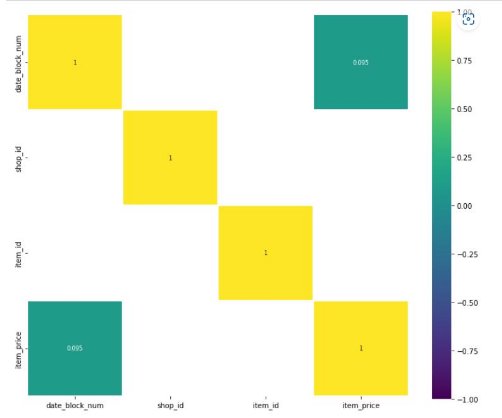 date_block_num
1
0.095
shop_id
1
item_id
1
item_price
0.095
1
date_block_num
shop_id
item_id
item_price
1.00
0.75
0.50
0.25
0.00
−0.25
−0.50
−0.75
−1.00